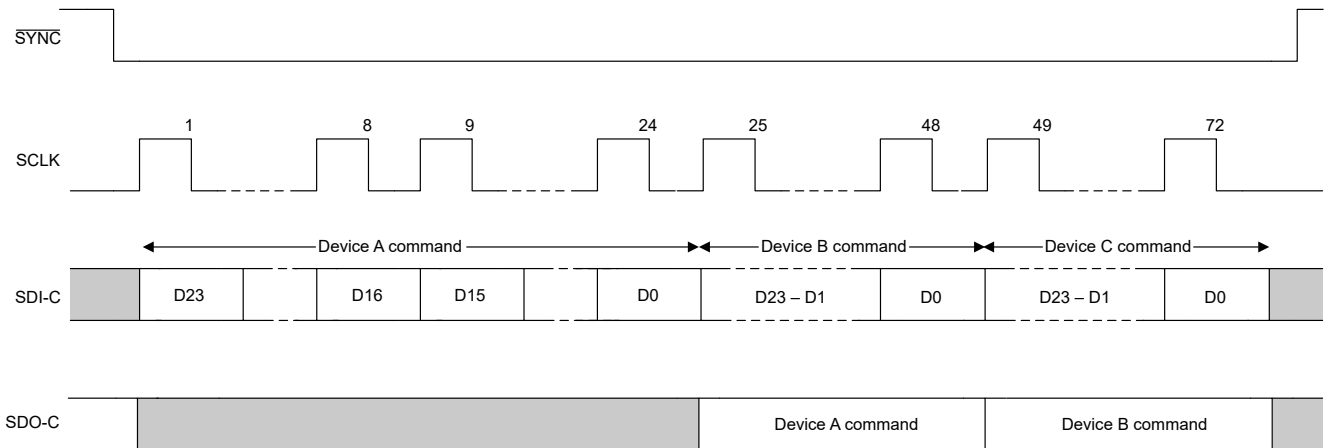 SYNC
1 8 9 24 25 48 49 72
SCLK
Device A command Device B command Device C command
SDI-C D23 D16 D15 D0 D23 – D1 D0 D23 – D1 D0
SDO-C Device A command Device B command